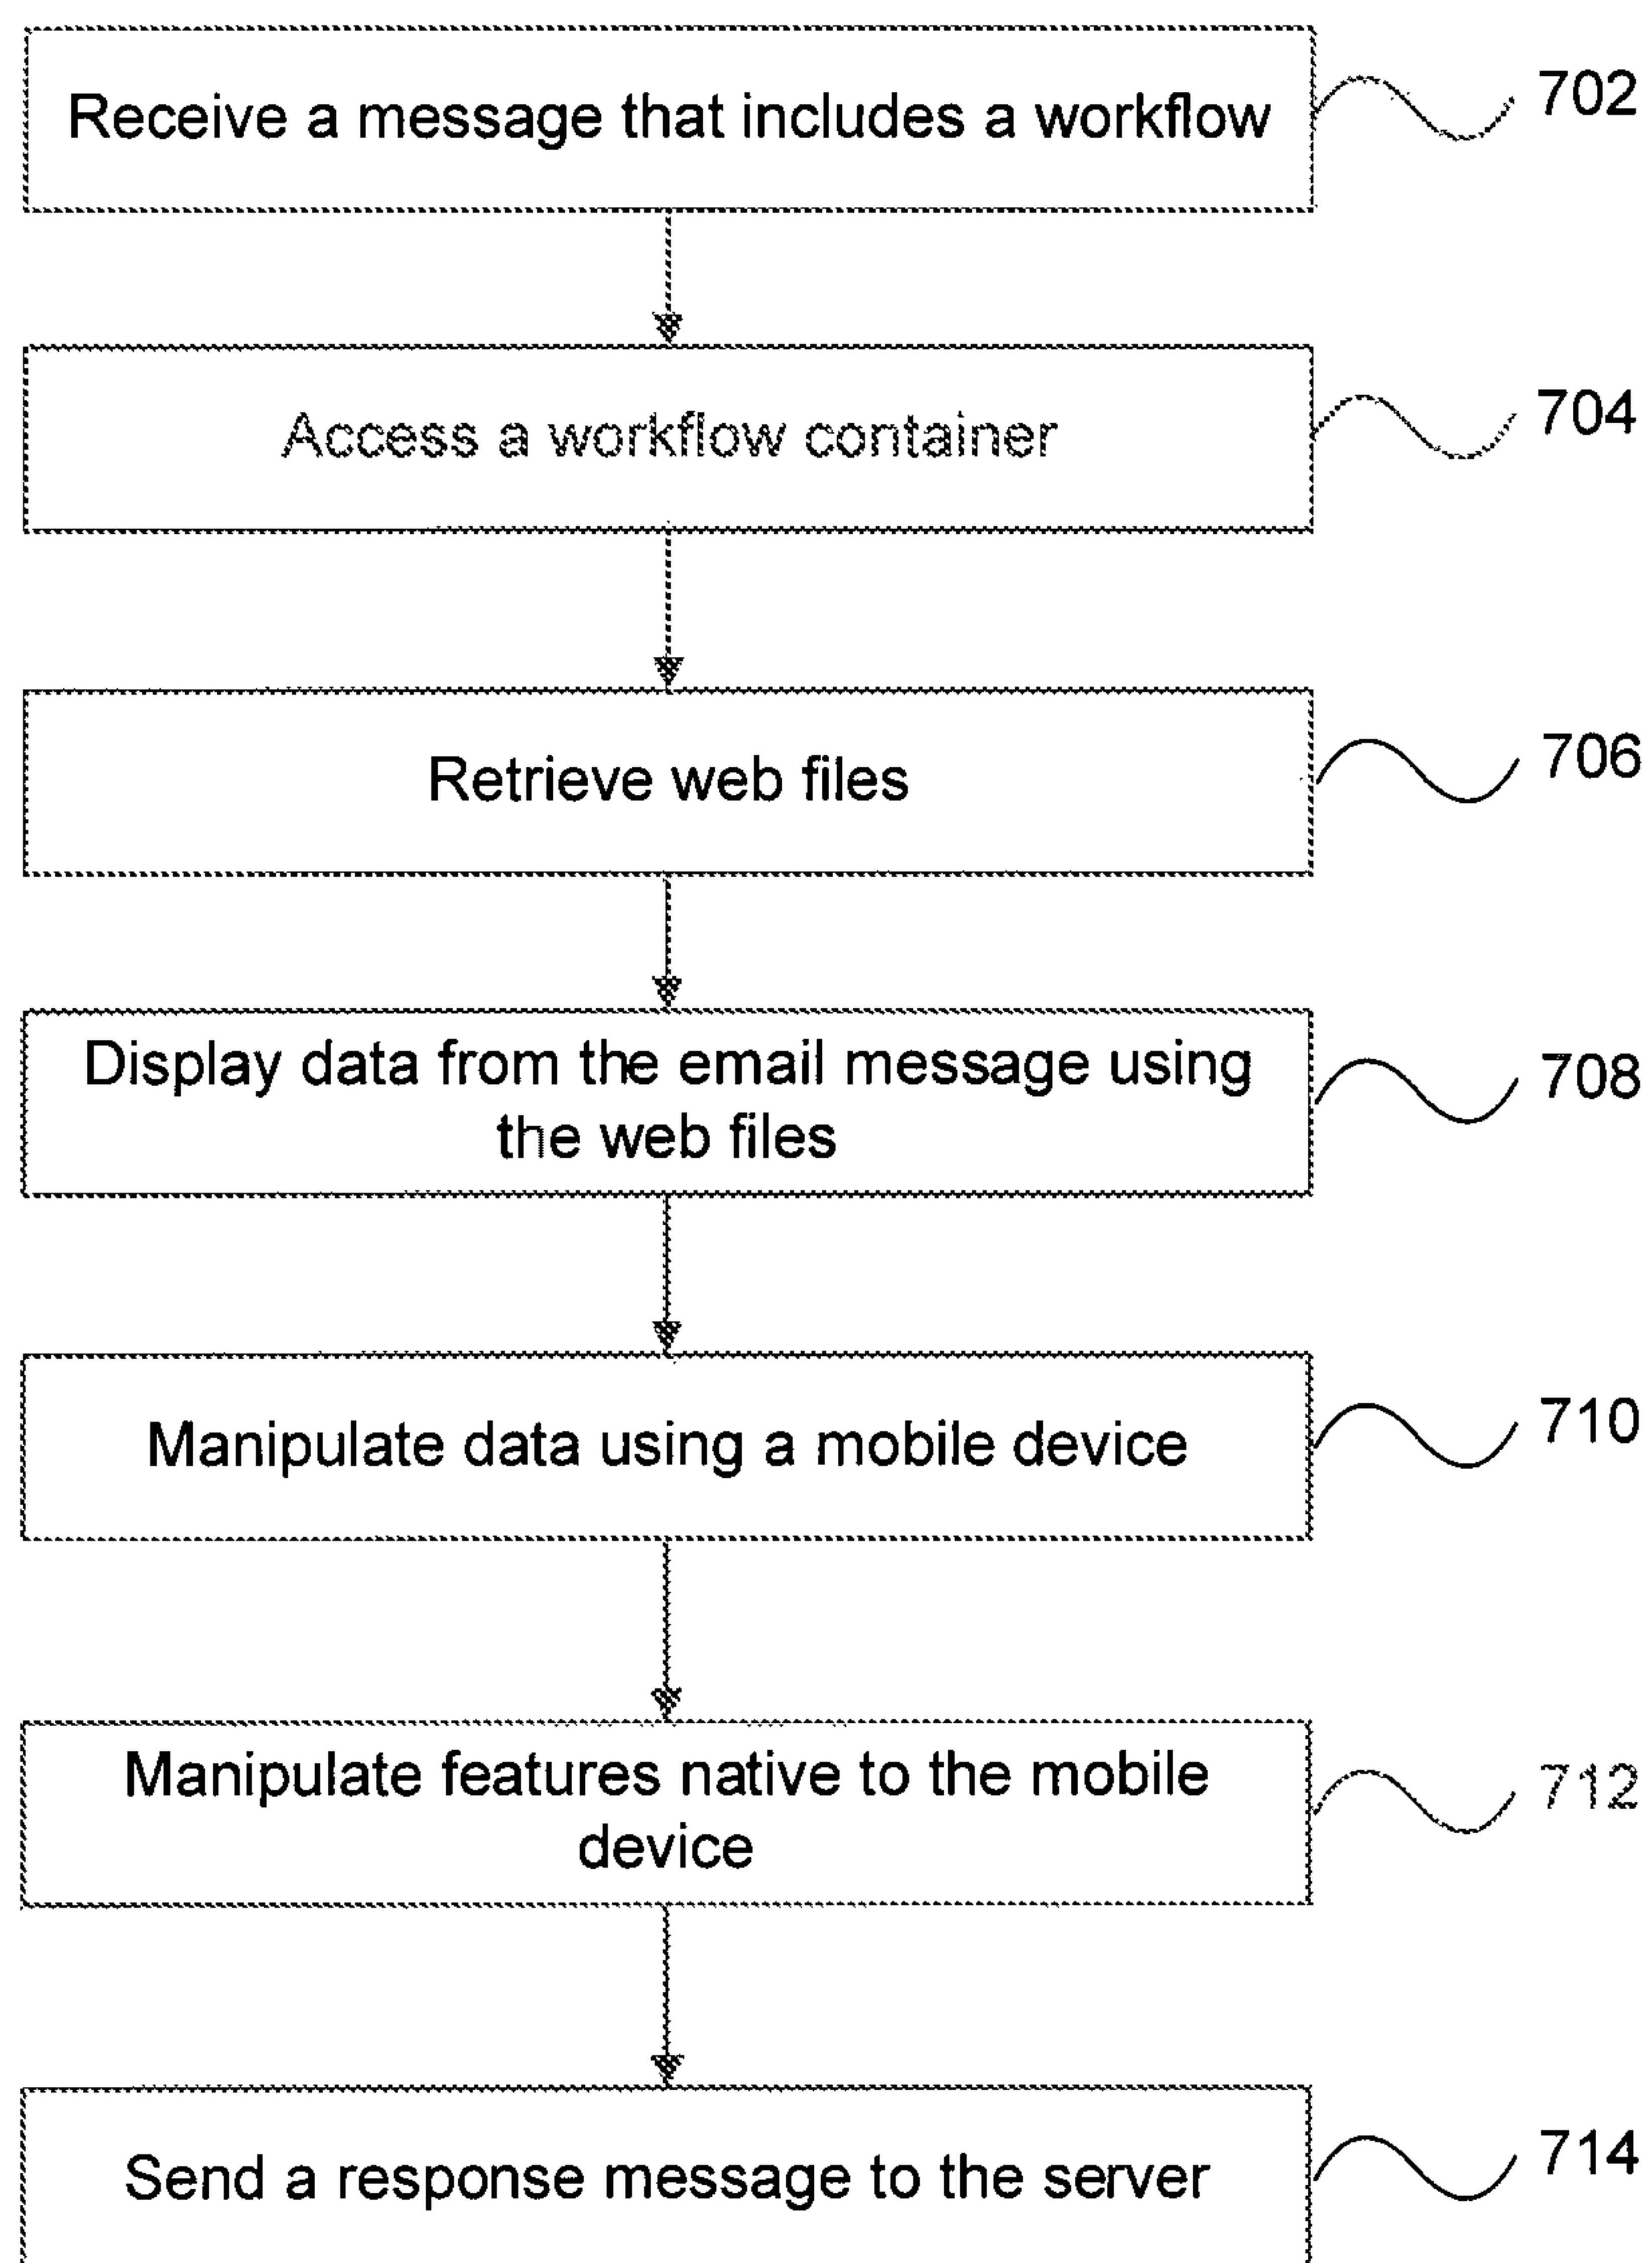 Receive a message that includes a workflow
702
Access a workflow container
704
Retrieve web files
706
Display data from the email message using
the web files
708
Manipulate data using a mobile device
710
Manipulate features native to the mobile
device
712
Send a response message to the server
714